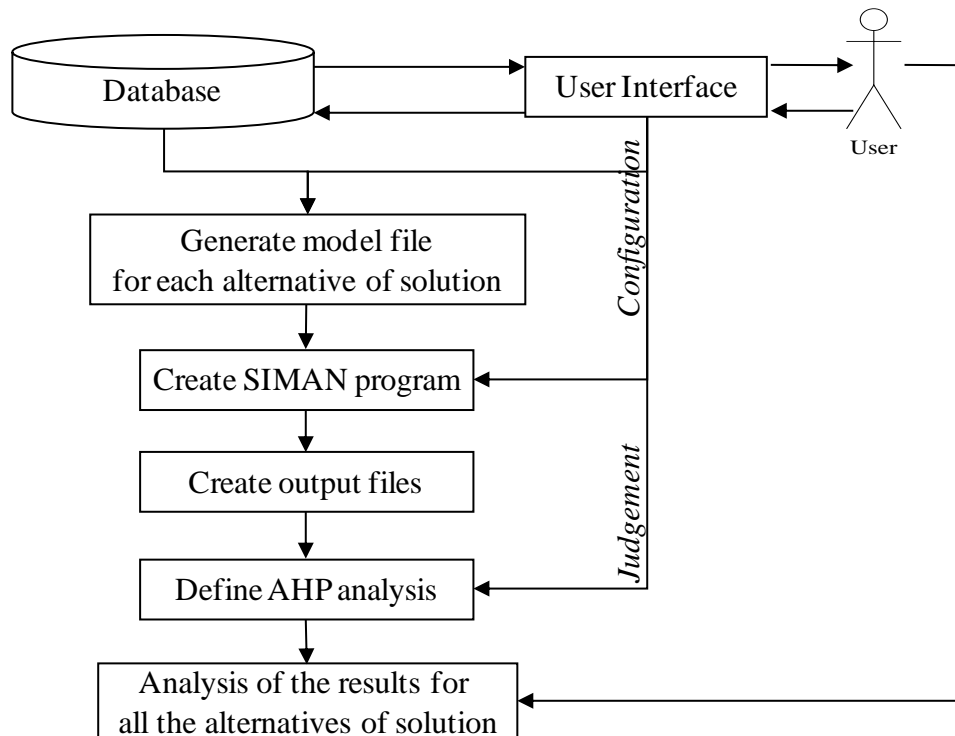 Database
User Interface
User
Configuration
Generate model file
for each alternative of solution
Create SIMAN program
Create output files
Judgement
Define AHP analysis
Analysis of the results for
all the alternatives of solution